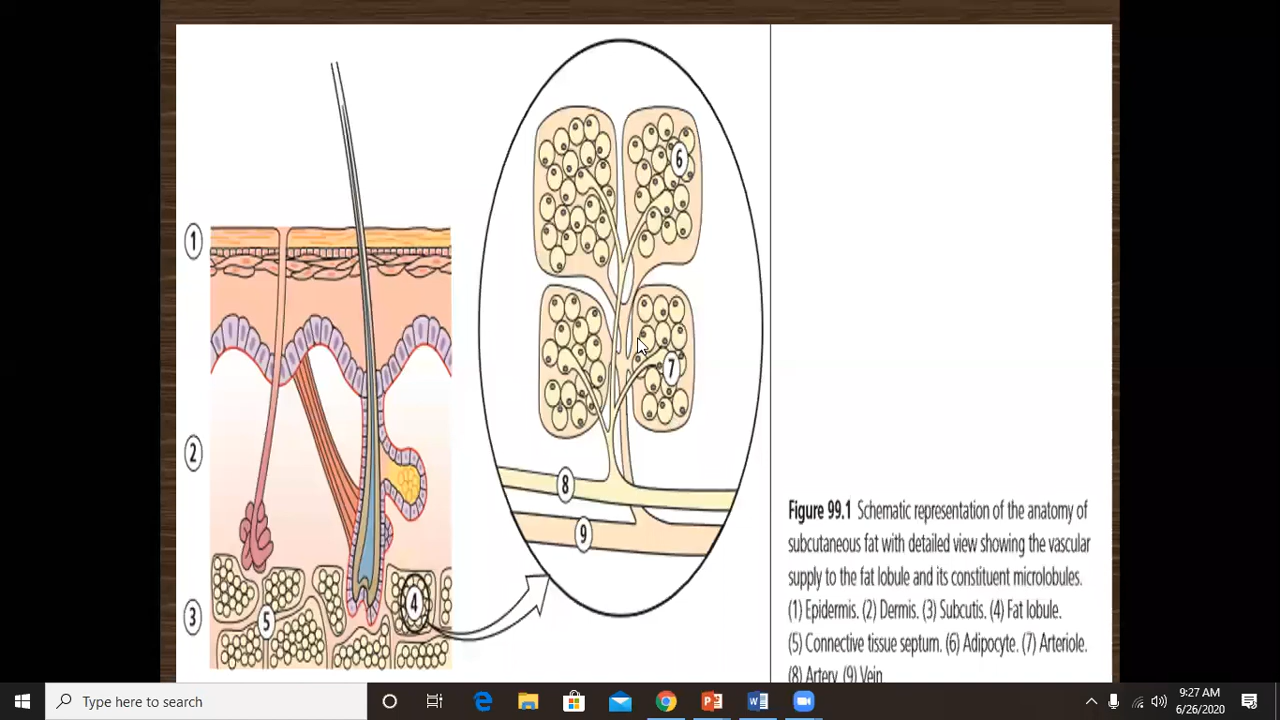 1
2
3
4
5
6
7
8
9
Figure 99.1 Schematic representation of the anatomy of
subcutaneous fat with detailed view showing the vascular
supply to the fat lobule and its constituent microlobules.
(1) Epidermis. (2) Dermis. (3) Subcutis. (4) Fat lobule.
(5) Connective tissue septum. (6) Adipocyte. (7) Arteriole.
(8) Artery (9) Vein
Type here to search
9:27 AM
6/26/2020